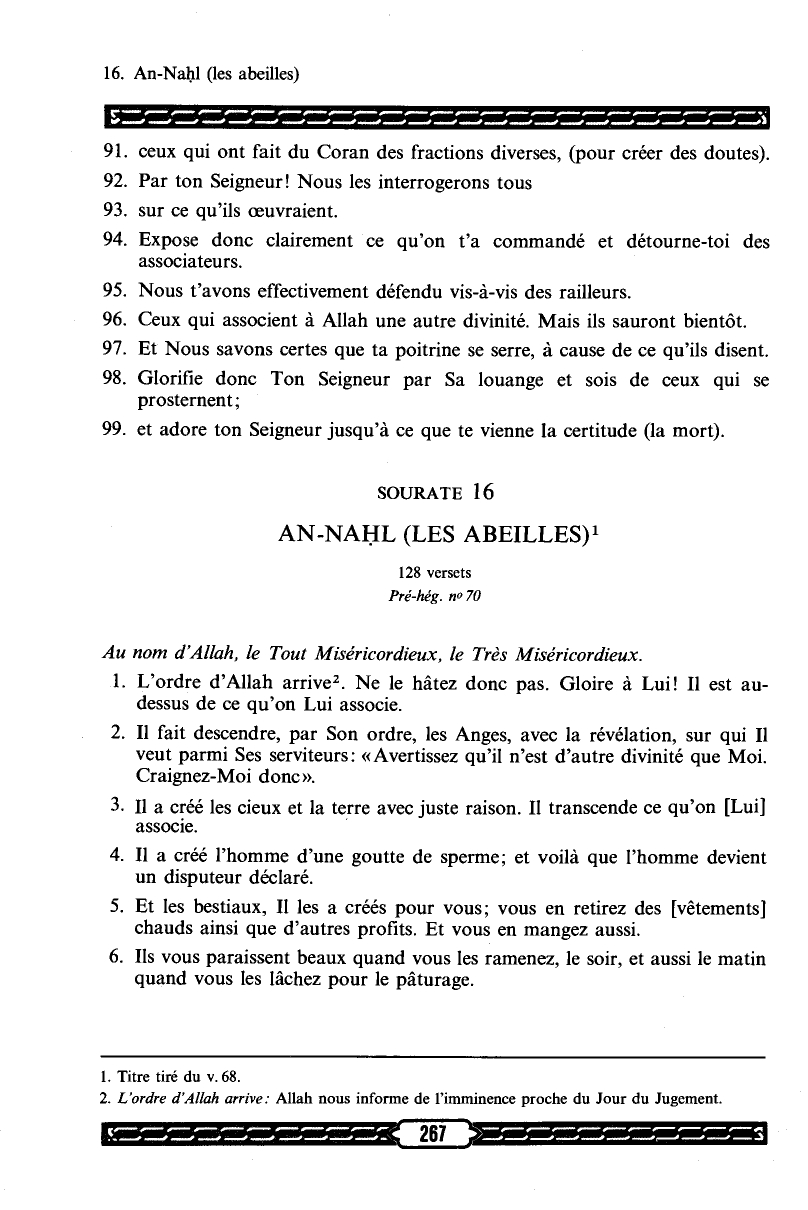 16. An-Naḥl (les abeilles)
91. ceux qui ont fait du Coran des fractions diverses, (pour créer des doutes).
92. Par ton Seigneur! Nous les interrogerons tous
93. sur ce qu'ils œuvraient.
94. Expose donc clairement ce qu'on t'a commandé et détourne-toi des
associateurs.
95. Nous t'avons effectivement défendu vis-à-vis des railleurs.
96. Ceux qui associent à Allah une autre divinité. Mais ils sauront bientôt.
97. Et Nous savons certes que ta poitrine se serre, à cause de ce qu'ils disent.
98. Glorifie donc Ton Seigneur par Sa louange et sois de ceux qui se
prosternent;
99. et adore ton Seigneur jusqu'à ce que te vienne la certitude (la mort).
SOURATE 16
AN-NAḤL (LES ABEILLES)¹
128 versets
Pré-hég. nº 70
Au nom d'Allah, le Tout Miséricordieux, le Très Miséricordieux.
1. L'ordre d'Allah arrive². Ne le hâtez donc pas. Gloire à Lui! Il est au-
dessus de ce qu'on Lui associe.
2. Il fait descendre, par Son ordre, les Anges, avec la révélation, sur qui Il
veut parmi Ses serviteurs: «Avertissez qu'il n'est d'autre divinité que Moi.
Craignez-Moi donc».
3. Il a créé les cieux et la terre avec juste raison. Il transcende ce qu'on [Lui]
associe.
4. Il a créé l'homme d'une goutte de sperme; et voilà que l'homme devient
un disputeur déclaré.
5. Et les bestiaux, Il les a créés pour vous; vous en retirez des [vêtements]
chauds ainsi que d'autres profits. Et vous en mangez aussi.
6. Ils vous paraissent beaux quand vous les ramenez, le soir, et aussi le matin
quand vous les lâchez pour le pâturage.
1. Titre tiré du v. 68.
2. L'ordre d'Allah arrive: Allah nous informe de l'imminence proche du Jour du Jugement.
267